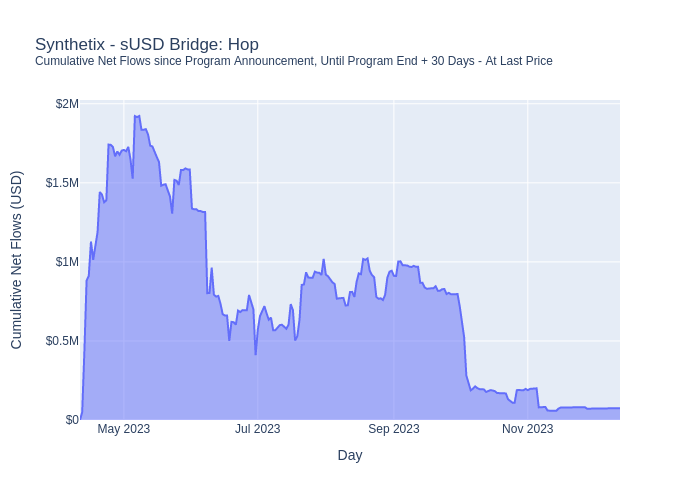 Synthetix - sUSD Bridge: Hop
Cumulative Net Flows since Program Announcement, Until Program End + 30 Days - At Last Price
Cumulative Net Flows (USD)
$2M
$1.5M
$1M
$0.5M
$0
May 2023
Jul 2023
Sep 2023
Nov 2023
Day